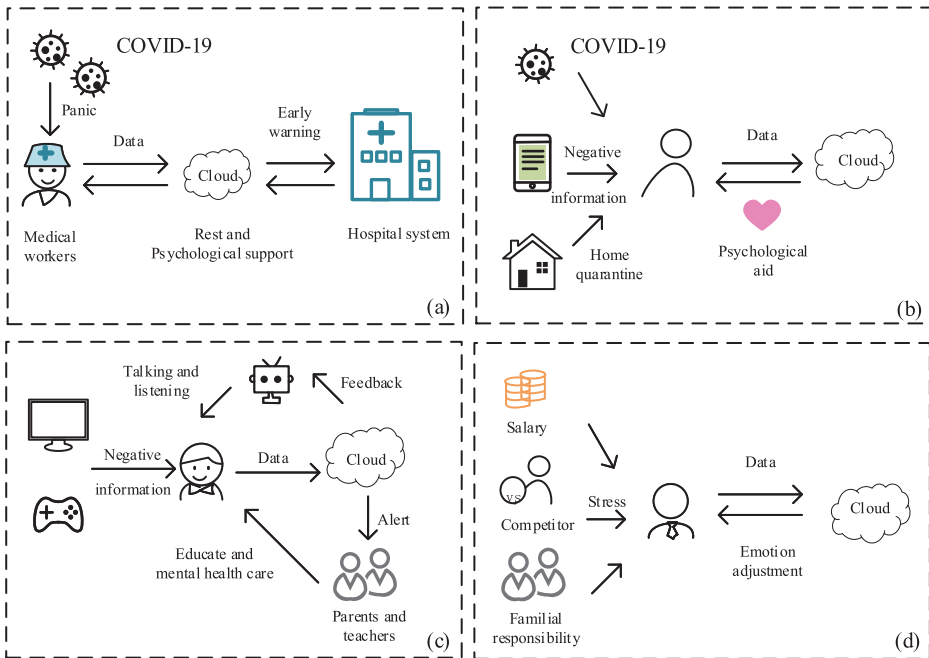 COVID-19
Panic
Data
Early
warning
Cloud
Medical
workers
Rest and
Psychological support
Hospital system
(a)
COVID-19
Negative
information
Home
quarantine
Data
Cloud
Psychological
aid
(b)
Talking and
listening
Feedback
Negative
information
Data
Cloud
Alert
Educate and
mental health care
Parents and
teachers
(c)
Salary
vs
Competitor
Stress
Familial
responsibility
Data
Cloud
Emotion
adjustment
(d)